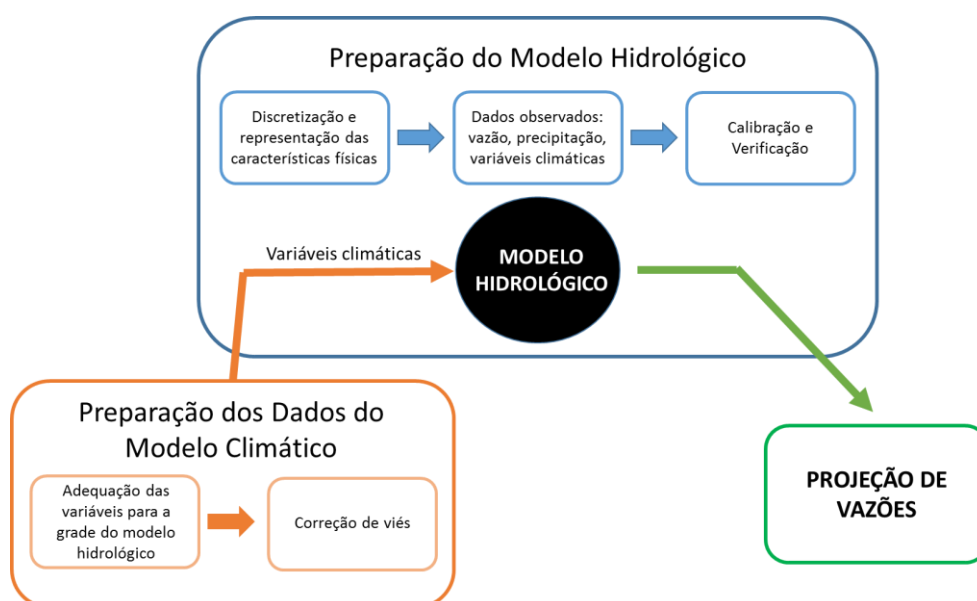 Preparação do Modelo Hidrológico
Discretização e
representação das
características físicas
Dados observados:
vazão, precipitação,
variáveis climáticas
Calibração e
Verificação
Variáveis climáticas
MODELO
HIDROLÓGICO
Preparação dos Dados do
Modelo Climático
Adequação das
variáveis para a
grade do modelo
hidrológico
Correção de viés
PROJEÇÃO DE
VAZÕES